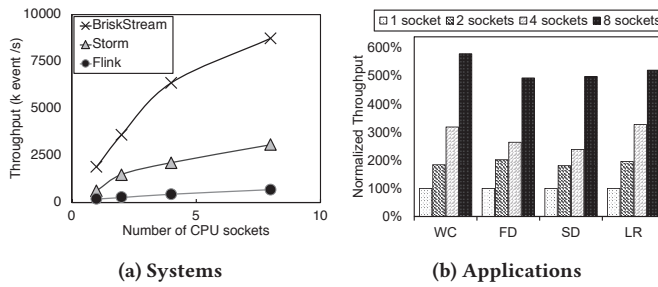 10000
7500
5000
2500
0
Throughput (k event /s)
BriskStream
Storm
Flink
0 5 10
Number of CPU sockets
(a) Systems
1 socket 2 sockets 4 sockets 8 sockets
600%
500%
400%
300%
200%
100%
0%
Normalized Throughput
WC FD SD LR
(b) Applications